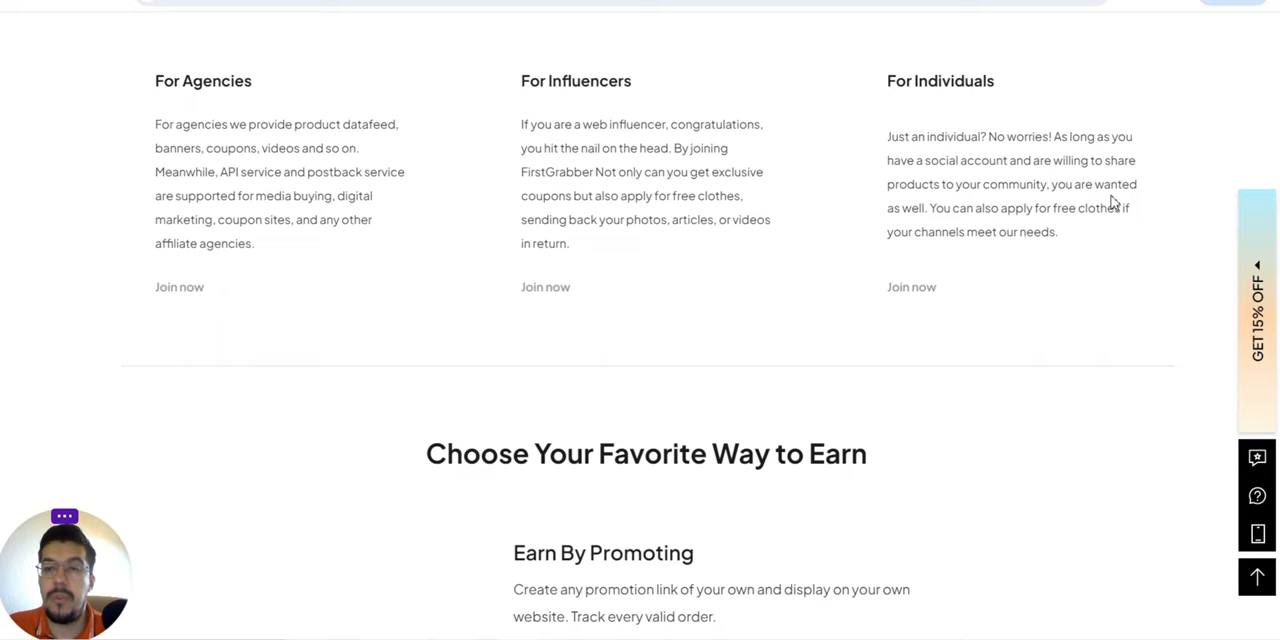 For Agencies
For agencies we provide product datafeed,
banners, coupons, videos and so on.
Meanwhile, API service and postback service
are supported for media buying, digital
marketing, coupon sites, and any other
affiliate agencies.
Join now
For Influencers
If you are a web influencer, congratulations,
you hit the nail on the head. By joining
FirstGrabber Not only can you get exclusive
coupons but also apply for free clothes,
sending back your photos, articles, or videos
in return.
Join now
For Individuals
Just an individual? No worries! As long as you
have a social account and are willing to share
products to your community, you are wanted
as well. You can also apply for free clothes if
your channels meet our needs.
Join now
GET 15% OFF
Choose Your Favorite Way to Earn
Earn By Promoting
Create any promotion link of your own and display on your own
website. Track every valid order.